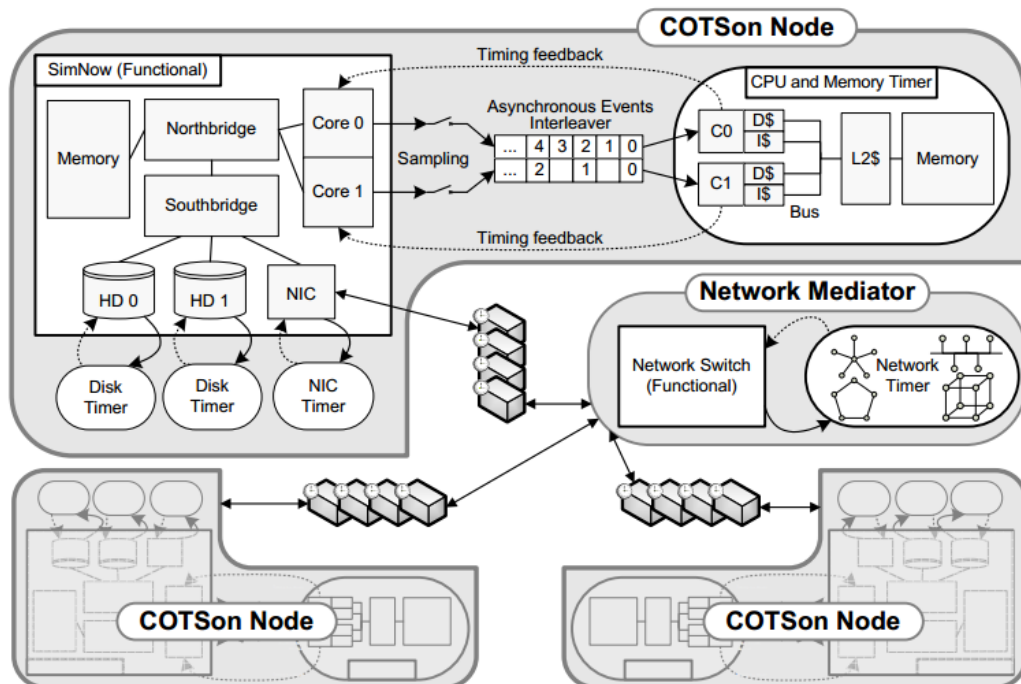 COTSon Node
SimNow (Functional)
Memory
Northbridge
Southbridge
Core 0
Core 1
HD 0
HD 1
NIC
Disk
Timer
Disk
Timer
NIC
Timer
Timing feedback
Sampling
Asynchronous Events
Interleaver
... 4 3 2 1 0
... 2 1 0
Timing feedback
CPU and Memory Timer
C0
D$
I$
C1
D$
I$
Bus
L2$
Memory
Network Mediator
Network Switch
(Functional)
Network
Timer
COTSon Node
COTSon Node